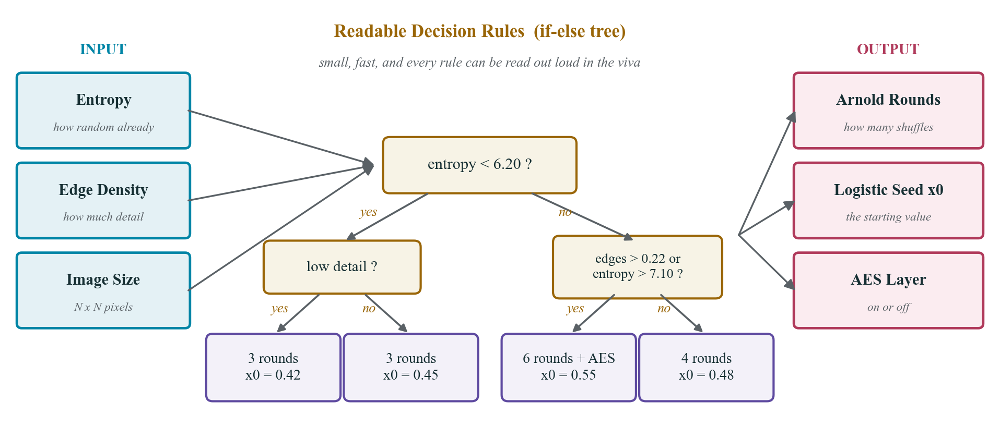 Readable Decision Rules (if-else tree)
small, fast, and every rule can be read out loud in the viva
INPUT
Entropy
how random already
Edge Density
how much detail
Image Size
N x N pixels
entropy < 6.20 ?
yes
no
low detail ?
edges > 0.22 or
entropy > 7.10 ?
yes
no
yes
no
3 rounds
x0 = 0.42
3 rounds
x0 = 0.45
6 rounds + AES
x0 = 0.55
4 rounds
x0 = 0.48
OUTPUT
Arnold Rounds
how many shuffles
Logistic Seed x0
the starting value
AES Layer
on or off